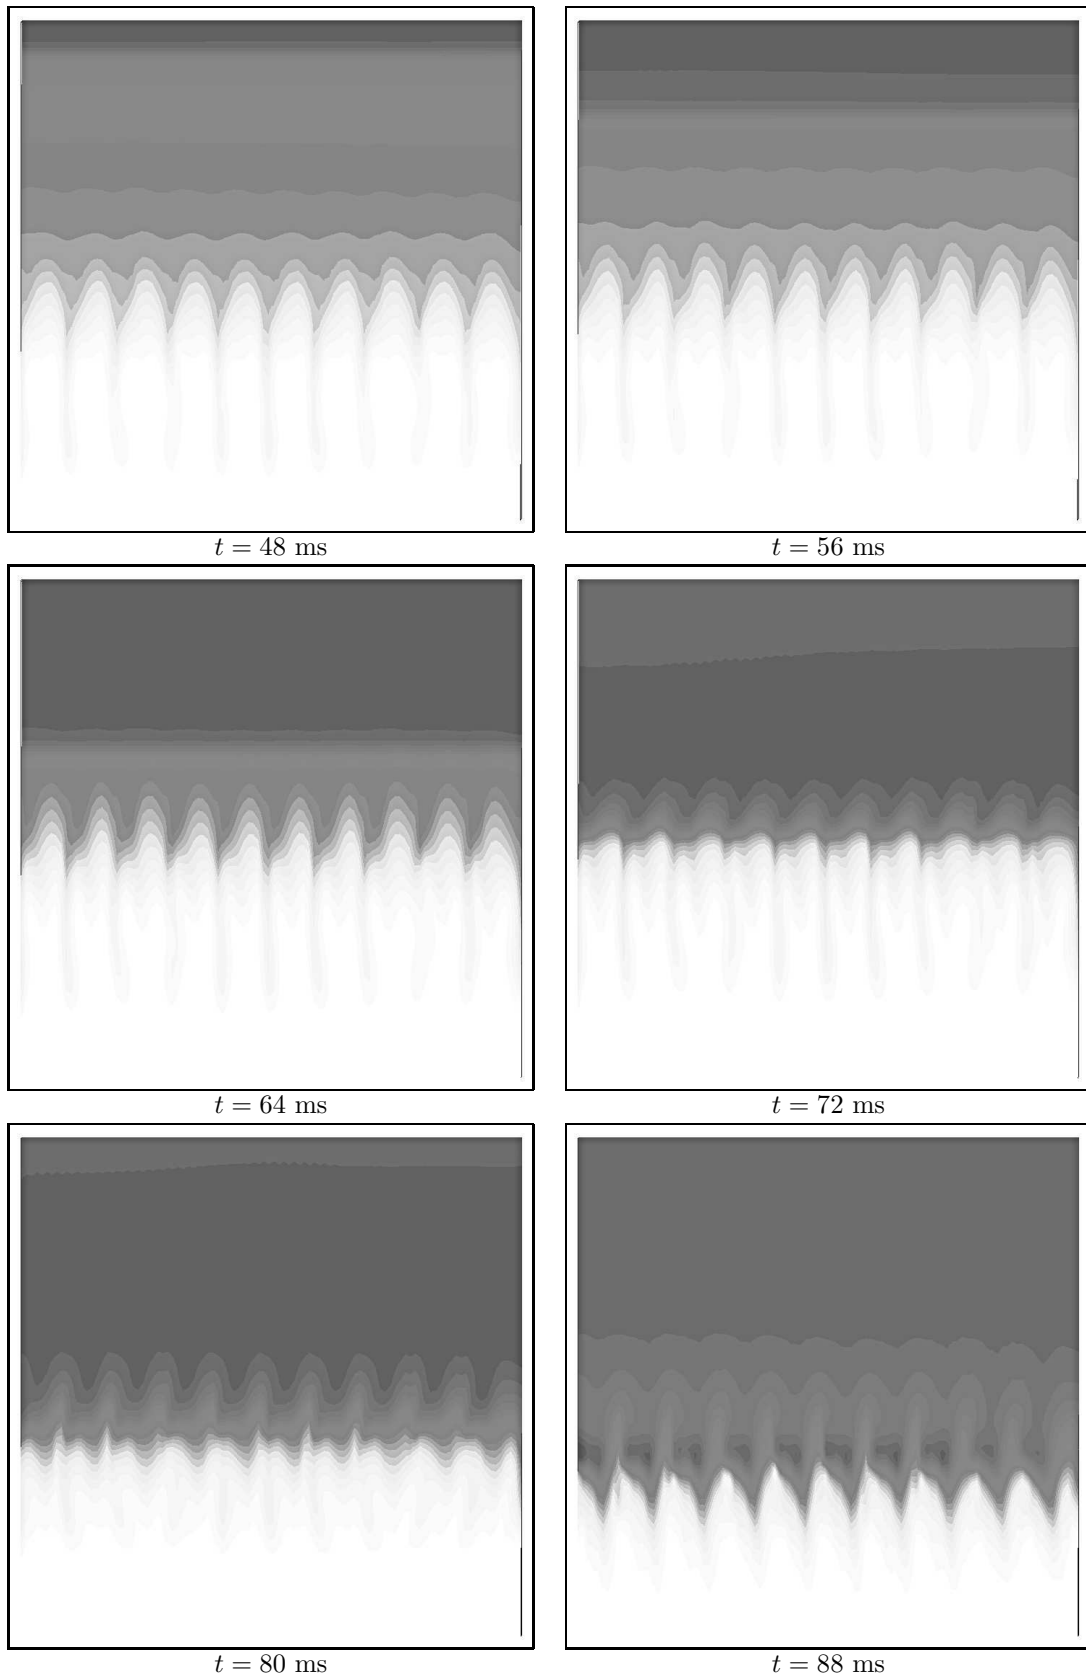 t = 48 ms
t = 56 ms
t = 64 ms
t = 72 ms
t = 80 ms
t = 88 ms